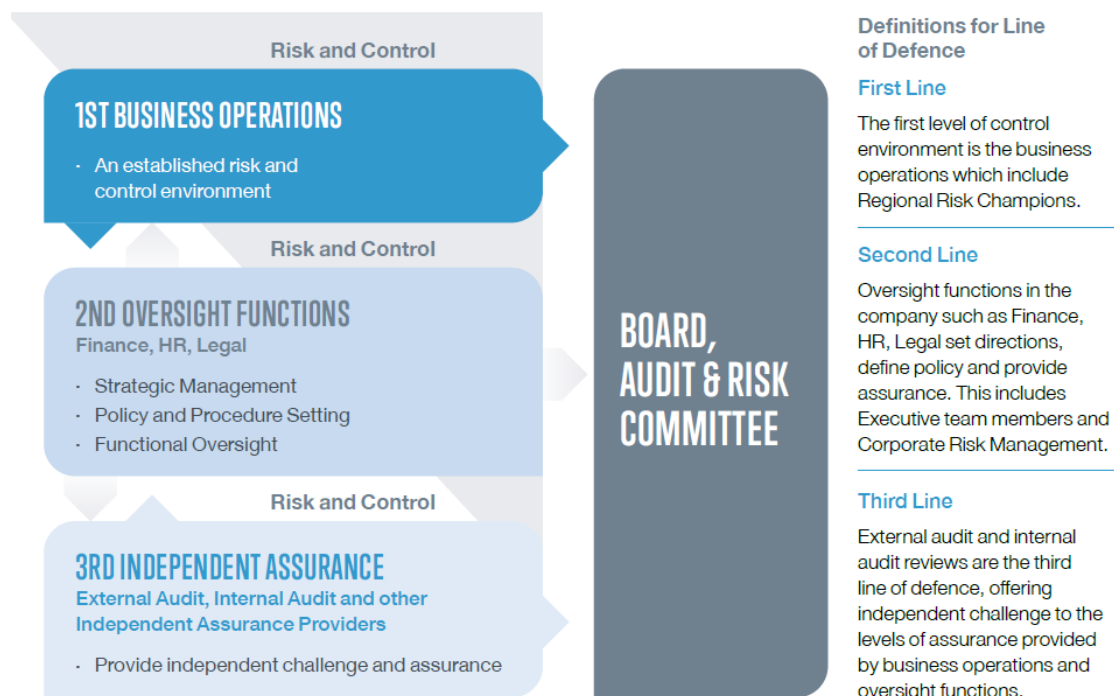 Risk and Control
1ST BUSINESS OPERATIONS
· An established risk and
control environment
Risk and Control
2ND OVERSIGHT FUNCTIONS
Finance, HR, Legal
· Strategic Management
· Policy and Procedure Setting
· Functional Oversight
Risk and Control
3RD INDEPENDENT ASSURANCE
External Audit, Internal Audit and other
Independent Assurance Providers
· Provide independent challenge and assurance
BOARD,
AUDIT & RISK
COMMITTEE
Definitions for Line
of Defence
First Line
The first level of control
environment is the business
operations which include
Regional Risk Champions.
Second Line
Oversight functions in the
company such as Finance,
HR, Legal set directions,
define policy and provide
assurance. This includes
Executive team members and
Corporate Risk Management.
Third Line
External audit and internal
audit reviews are the third
line of defence, offering
independent challenge to the
levels of assurance provided
by business operations and
oversight functions.